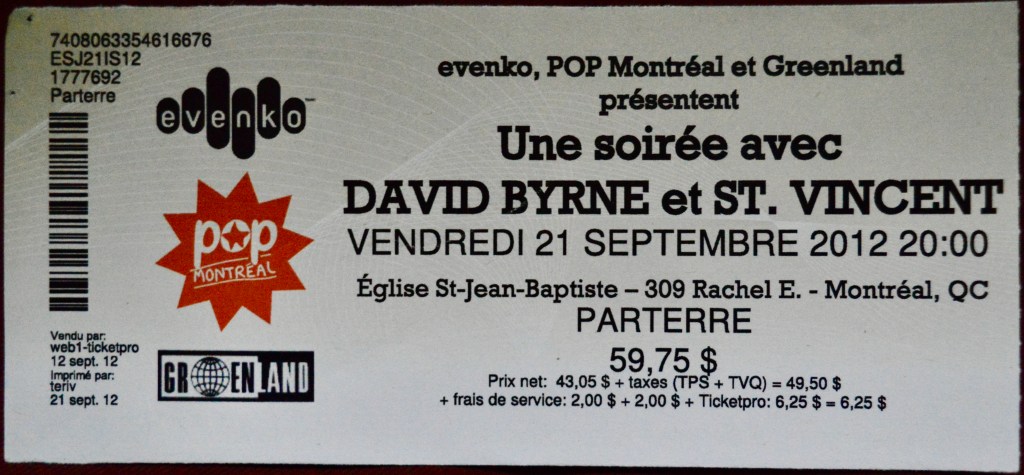 7408063354616676
ESJ21IS12
1777692
Parterre
evenko
pop
MONTRÉAL
GREENLAND
Vendu par:
web1-ticketpro
12 sept. 12
Imprimé par:
teriv
21 sept. 12
evenko, POP Montréal et Greenland
présentent
Une soirée avec
DAVID BYRNE et ST. VINCENT
VENDREDI 21 SEPTEMBRE 2012 20:00
Église St-Jean-Baptiste – 309 Rachel E. - Montréal, QC
PARTERRE
59,75 $
Prix net: 43,05 $ + taxes (TPS + TVQ) = 49,50 $
+ frais de service: 2,00 $ + 2,00 $ + Ticketpro: 6,25 $ = 6,25 $